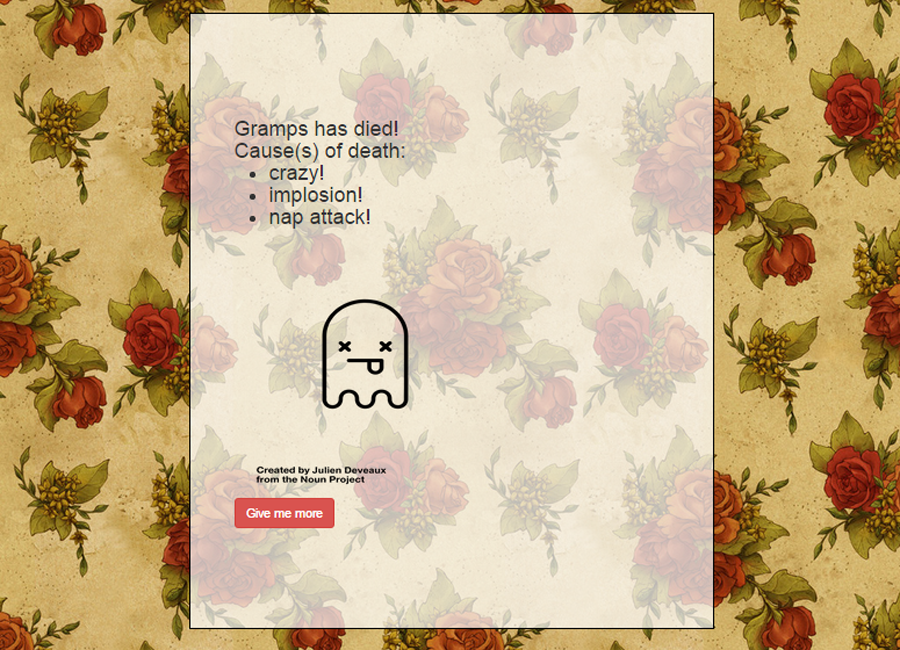 Gramps has died!
Cause(s) of death:
crazy!
implosion!
nap attack!
Created by Julien Deveaux
from the Noun Project
Give me more